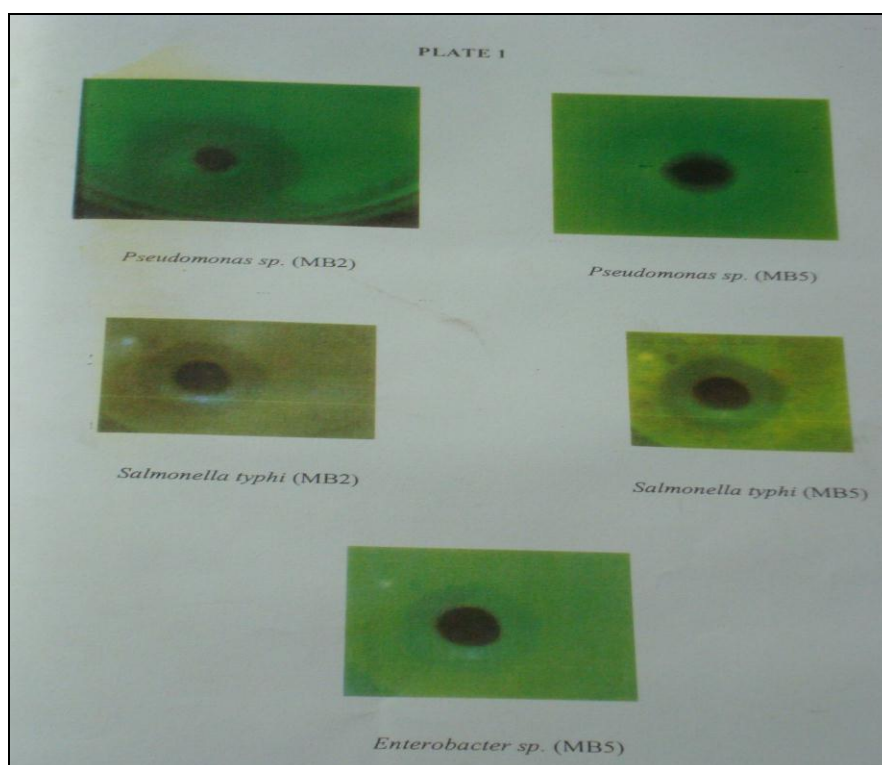 PLATE 1
Pseudomonas sp. (MB2)
Pseudomonas sp. (MB5)
Salmonella typhi (MB2)
Salmonella typhi (MB5)
Enterobacter sp. (MB5)